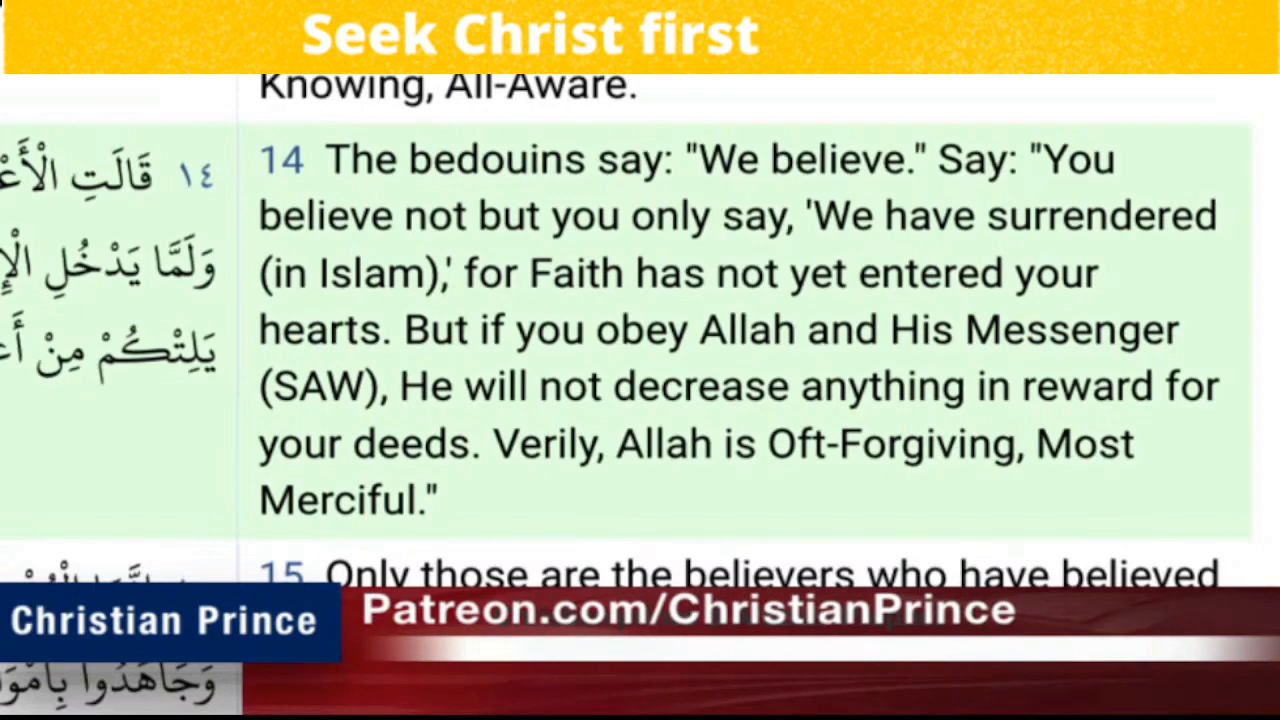 Seek Christ first
Knowing, All-Aware.
14 The bedouins say: "We believe." Say: "You
believe not but you only say, 'We have surrendered
(in Islam),' for Faith has not yet entered your
hearts. But if you obey Allah and His Messenger
(SAW), He will not decrease anything in reward for
your deeds. Verily, Allah is Oft-Forgiving, Most
Merciful."
١٤ قَالَتِ
وَلَمَّا يَدْخُلِ
يَلِتْكُمْ مِنْ
15 Only those are the believers who have believed
Christian Prince
Patreon.com/ChristianPrince
وَجَاهَدُوا